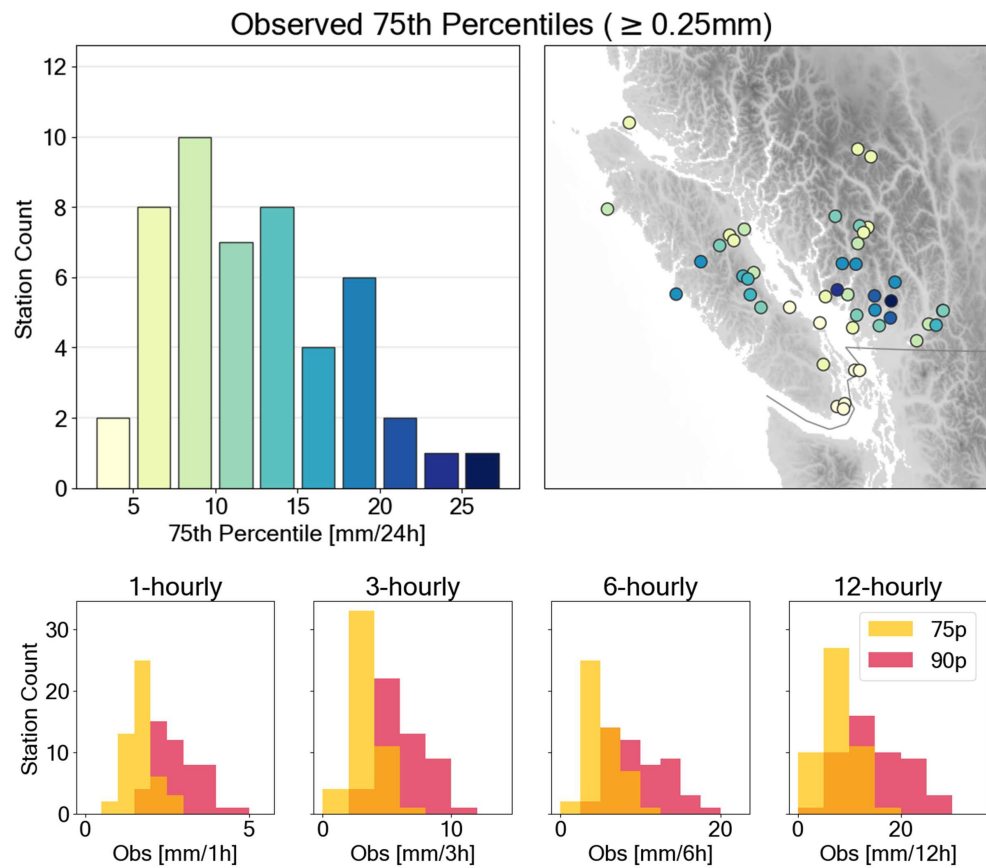 Observed 75th Percentiles ( ≥ 0.25mm)
12
10
8
6
4
2
0
Station Count
5 10 15 20 25
75th Percentile [mm/24h]
1-hourly 3-hourly 6-hourly 12-hourly
30
20
10
0
Station Count
75p
90p
0 5 0 10 0 10 20 0 20
Obs [mm/1h] Obs [mm/3h] Obs [mm/6h] Obs [mm/12h]